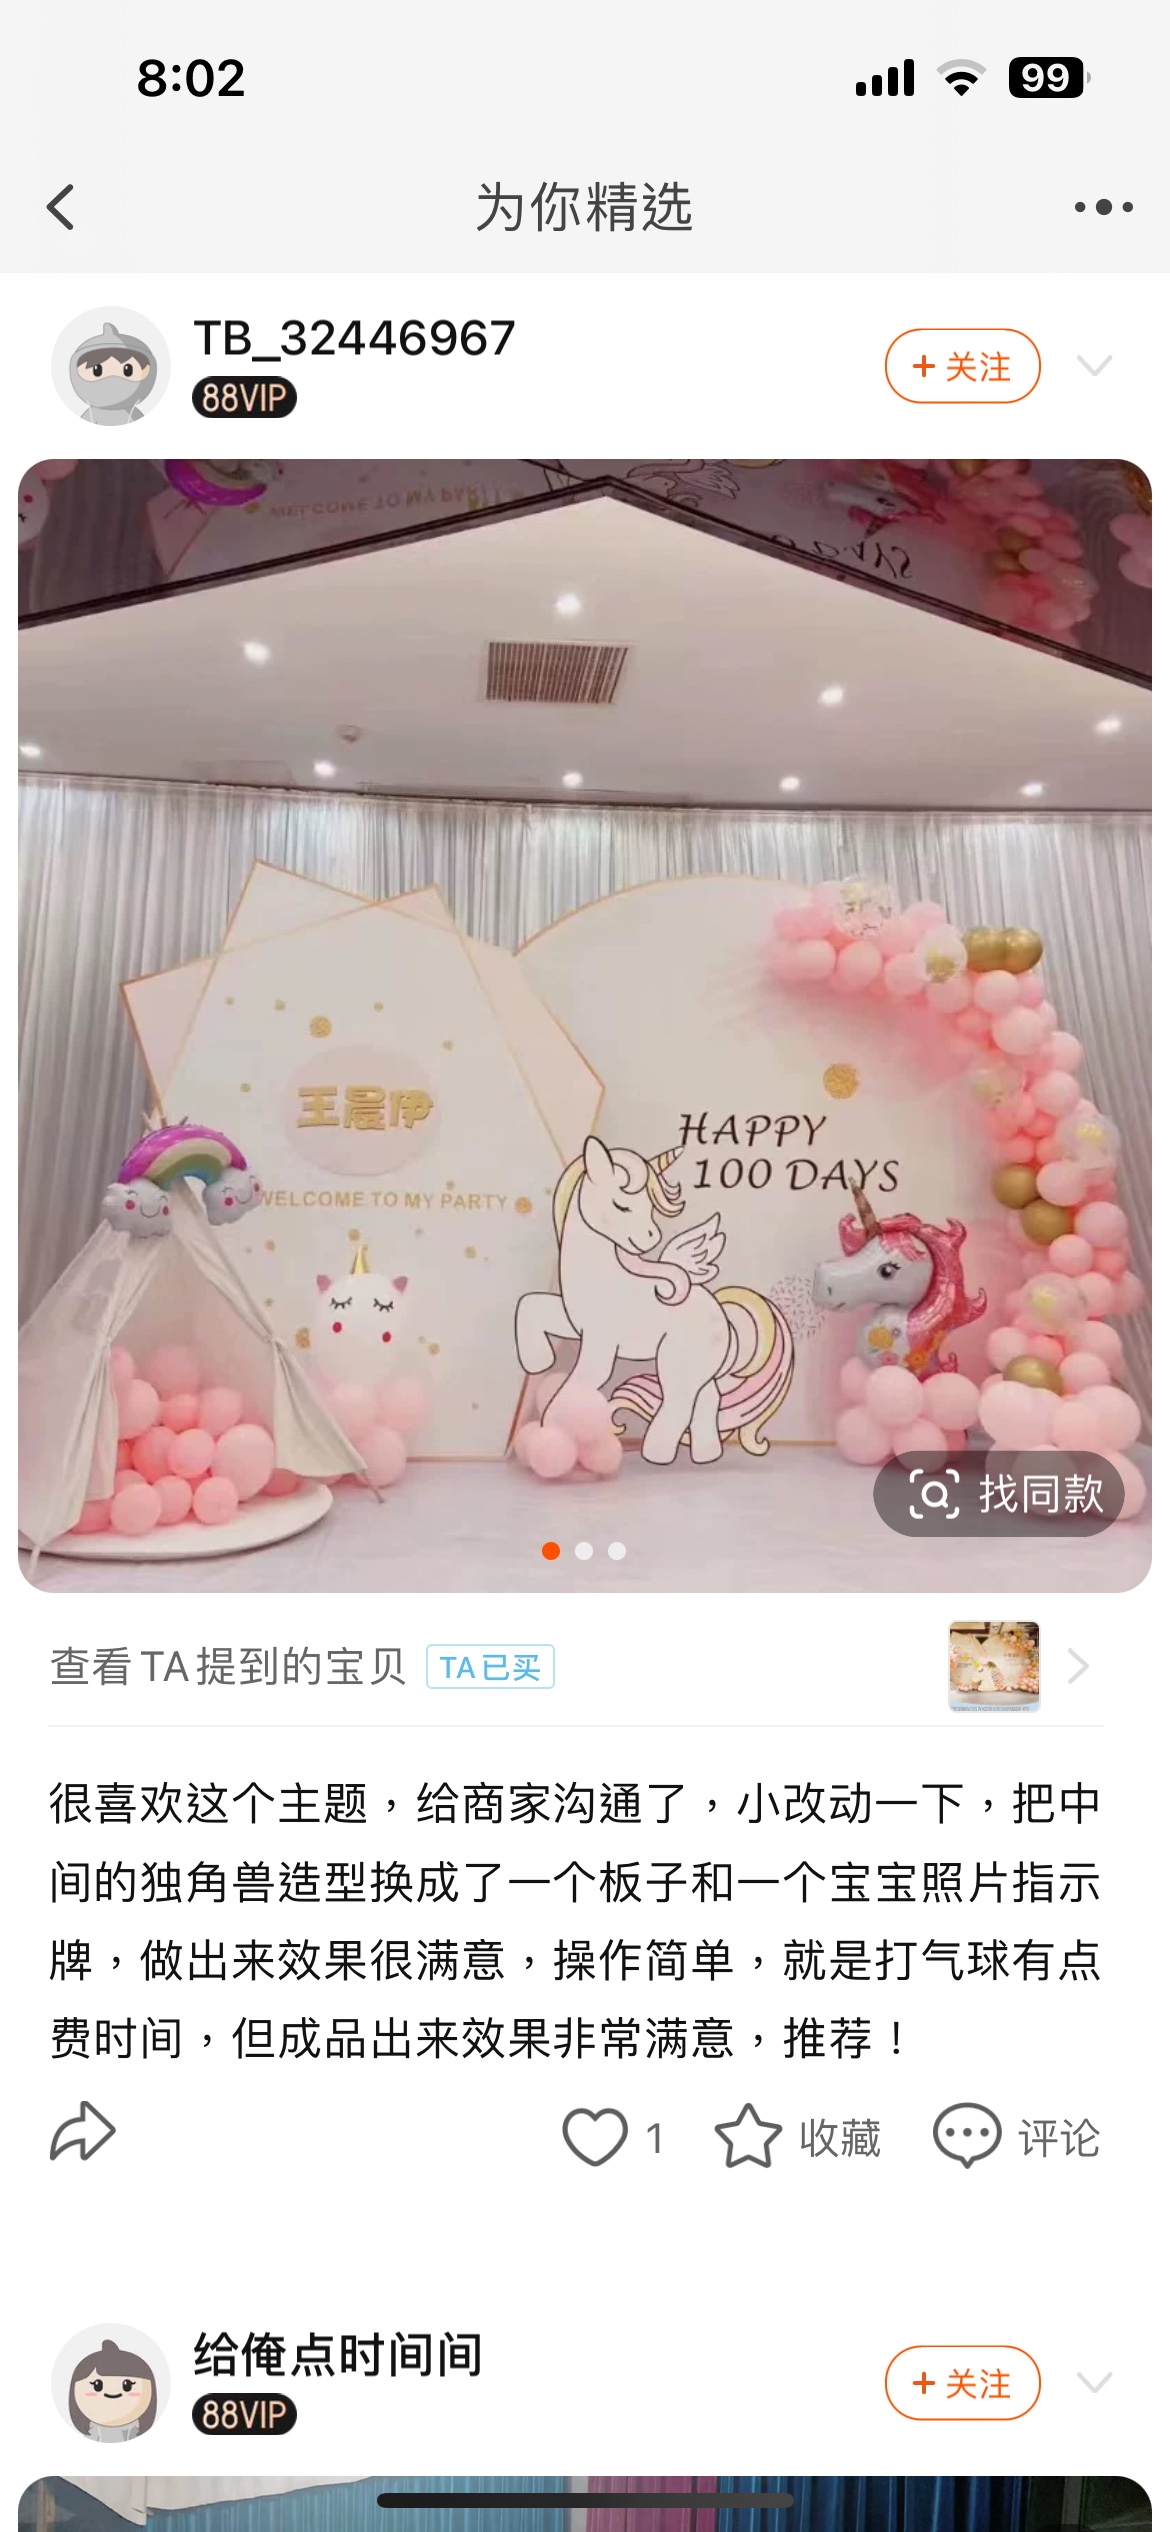 8:02
99
为你精选
TB_32446967
88VIP
+ 关注
WELCOME TO MY PAR
DAYS
王晨伊
WELCOME TO MY PARTY
HAPPY
100 DAYS
找同款
查看TA提到的宝贝 TA已买
很喜欢这个主题，给商家沟通了，小改动一下，把中
间的独角兽造型换成了一个板子和一个宝宝照片指示
牌，做出来效果很满意，操作简单，就是打气球有点
费时间，但成品出来效果非常满意，推荐！
1 收藏 评论
给俺点时间间
88VIP
+ 关注